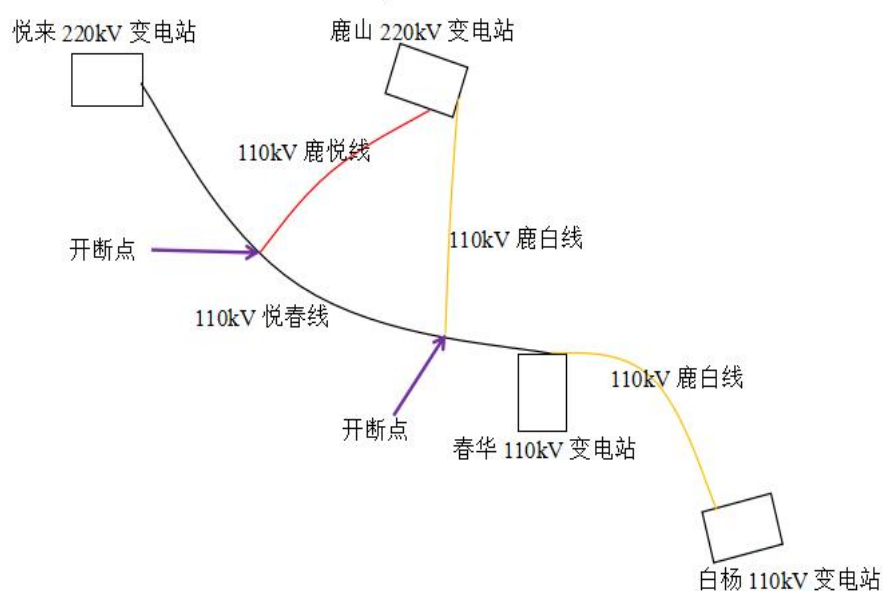 悦来 220kV 变电站
鹿山 220kV 变电站
110kV 鹿悦线
开断点
110kV 鹿白线
110kV 悦春线
110kV 鹿白线
开断点
春华 110kV 变电站
白杨 110kV 变电站